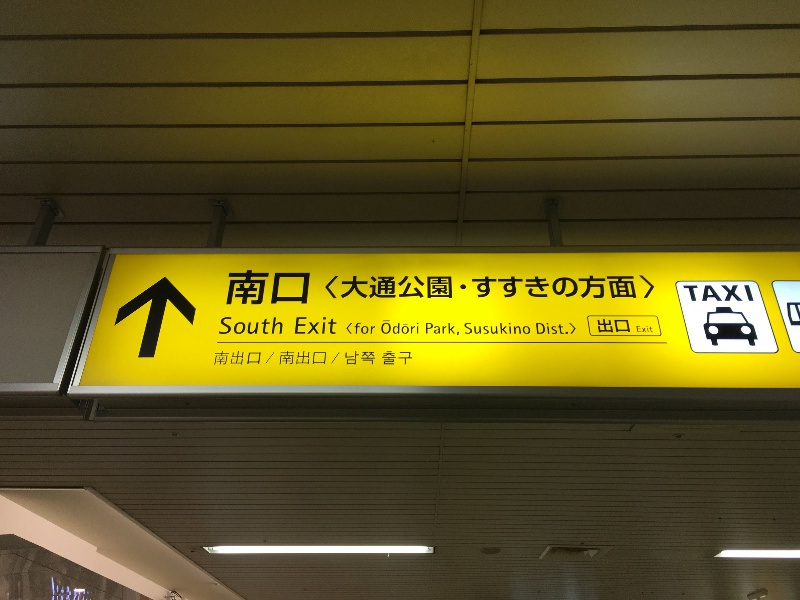 南口〈大通公園・すすきの方面〉
South Exit〈for Ōdōri Park, Susukino Dist.〉
出口 Exit
南出口 / 南出口 / 남쪽 출구
TAXI